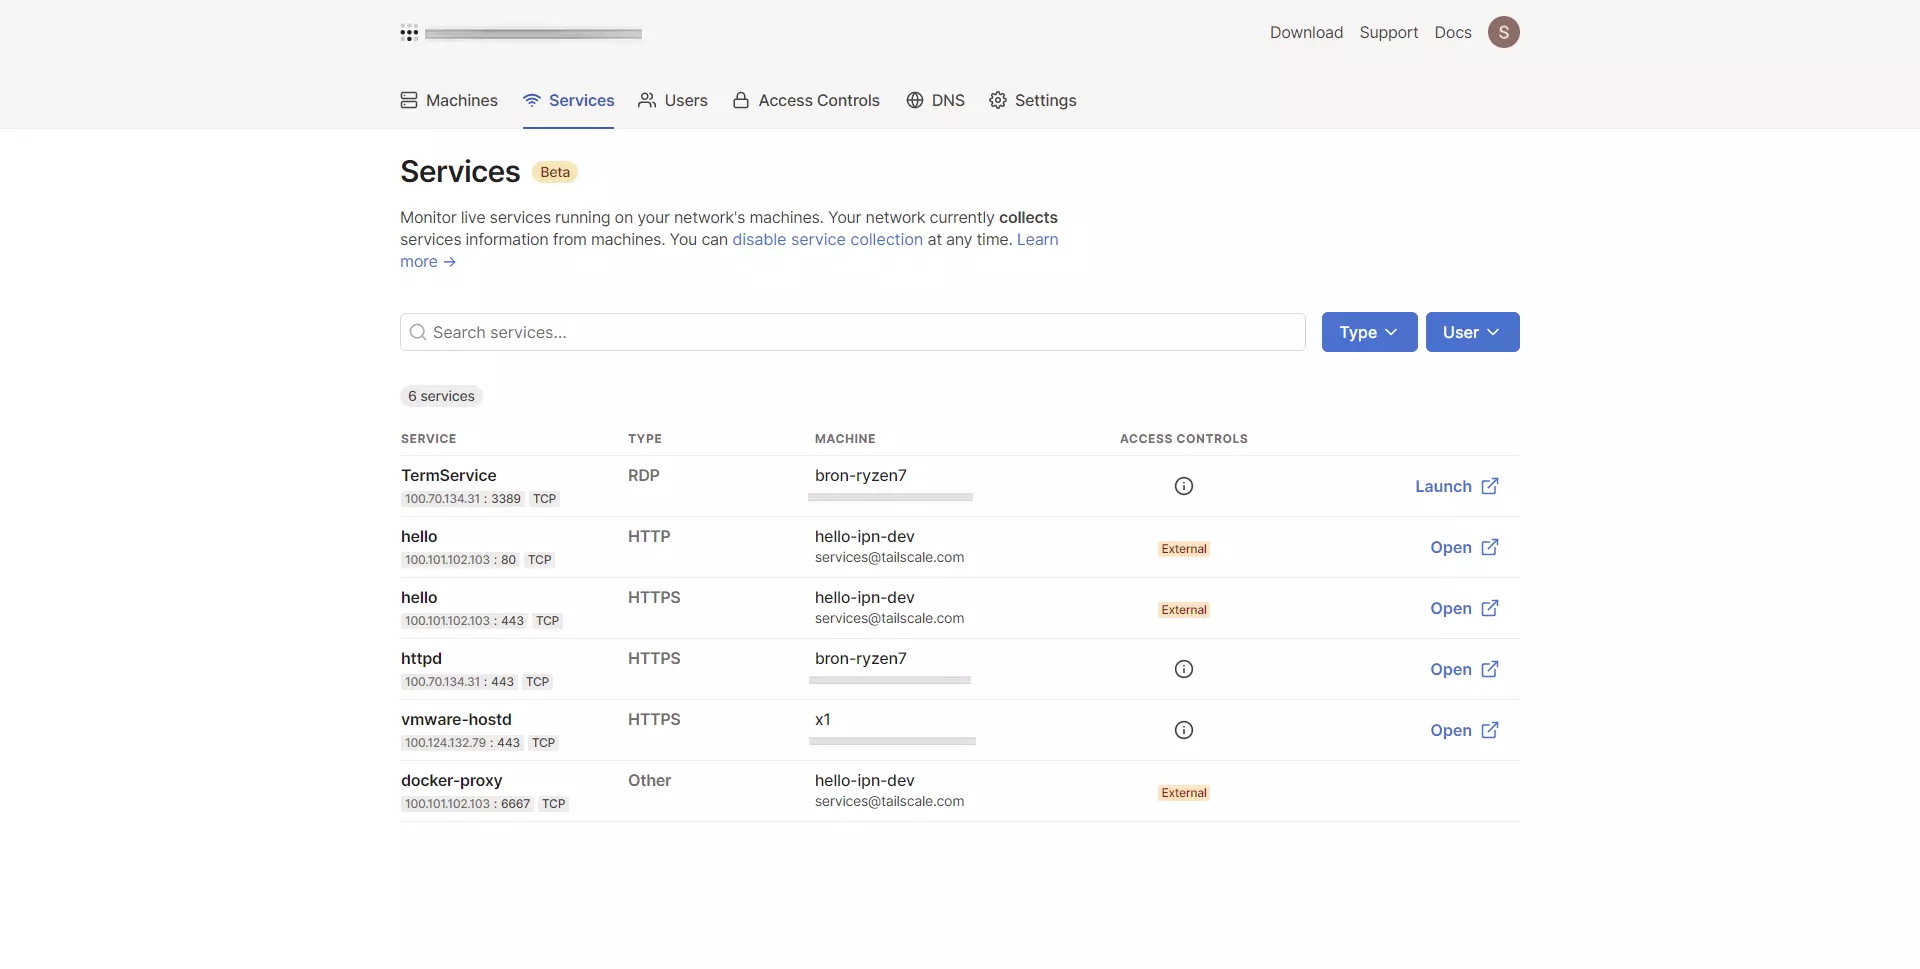 Download Support Docs S
Machines Services Users Access Controls DNS Settings
Services Beta
Monitor live services running on your network's machines. Your network currently collects
services information from machines. You can disable service collection at any time. Learn
more →
Search services... Type User
6 services
SERVICE TYPE MACHINE ACCESS CONTROLS
TermService RDP bron-ryzen7 Launch
100.70.134.31 : 3389 TCP
hello HTTP hello-ipn-dev External Open
100.101.102.103 : 80 TCP services@tailscale.com
hello HTTPS hello-ipn-dev External Open
100.101.102.103 : 443 TCP services@tailscale.com
httpd HTTPS bron-ryzen7 Open
100.70.134.31 : 443 TCP
vmware-hostd HTTPS x1 Open
100.124.132.79 : 443 TCP
docker-proxy Other hello-ipn-dev External
100.101.102.103 : 6667 TCP services@tailscale.com